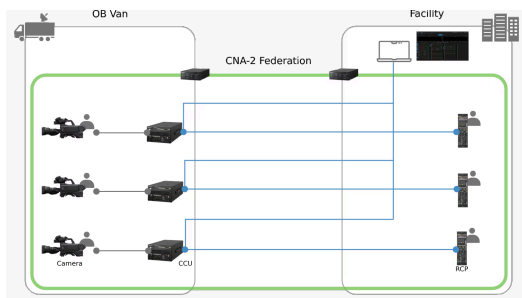 OB Van
Facility
CNA-2 Federation
Camera
CCU
RCP